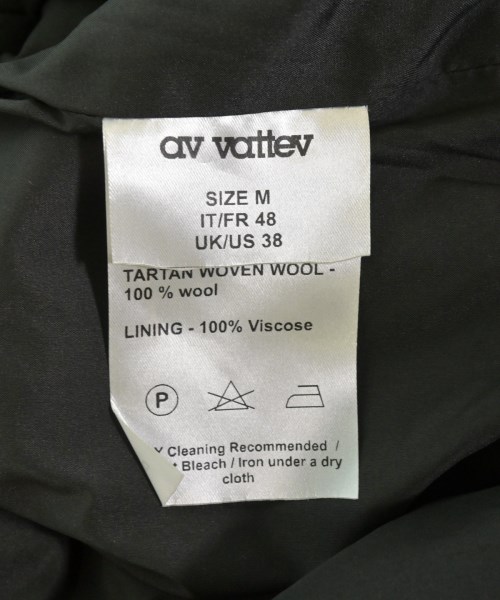 av vattev
SIZE M
IT/FR 48
UK/US 38
TARTAN WOVEN WOOL -
100 % wool
LINING - 100% Viscose
P
Cleaning Recommended /
Bleach / Iron under a dry
cloth